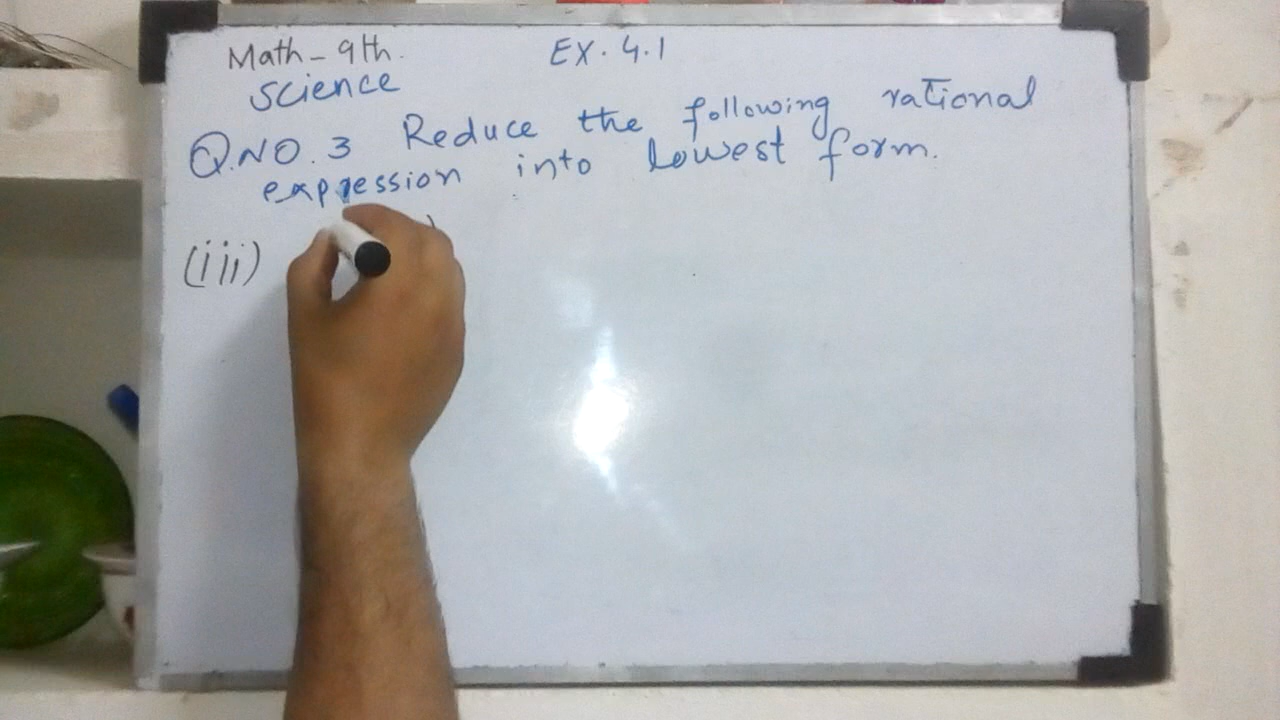 Math - 9th. EX. 4.1
Science
Q.NO. 3 Reduce the following rational
expression into lowest form.
(iii)